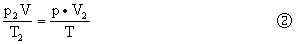 p₂V/T₂ = p•V₂/T ②